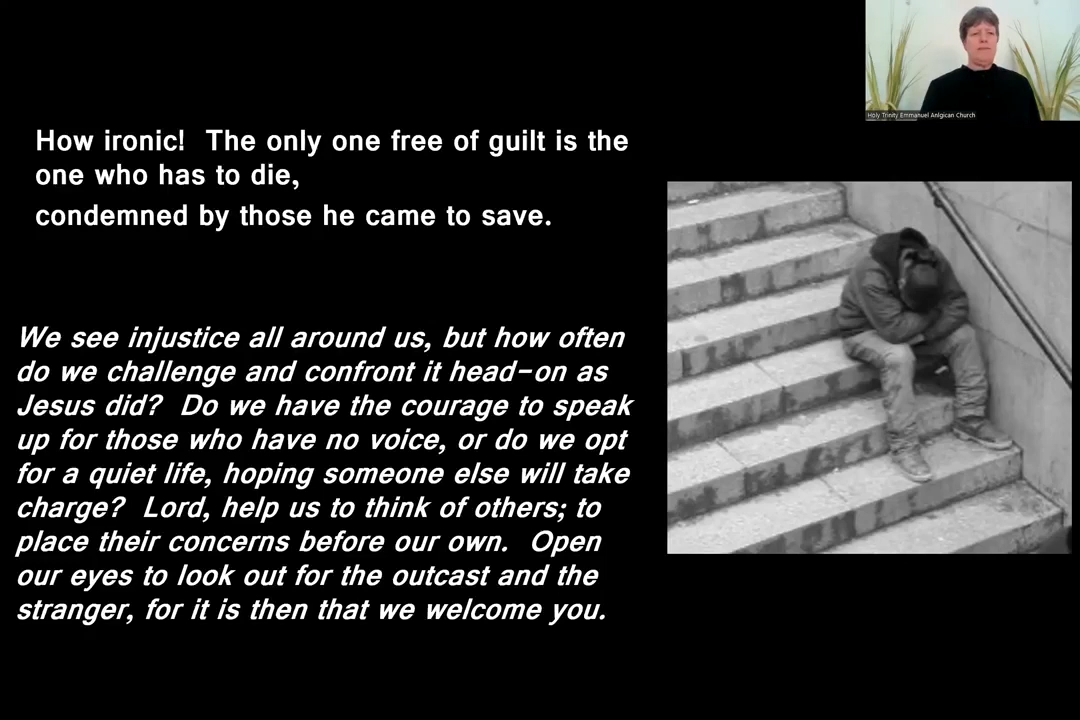 Holy Trinity Emmanuel Anlgican Church
How ironic!  The only one free of guilt is the
one who has to die,
condemned by those he came to save.
We see injustice all around us, but how often
do we challenge and confront it head-on as
Jesus did?  Do we have the courage to speak
up for those who have no voice, or do we opt
for a quiet life, hoping someone else will take
charge?  Lord, help us to think of others; to
place their concerns before our own.  Open
our eyes to look out for the outcast and the
stranger, for it is then that we welcome you.